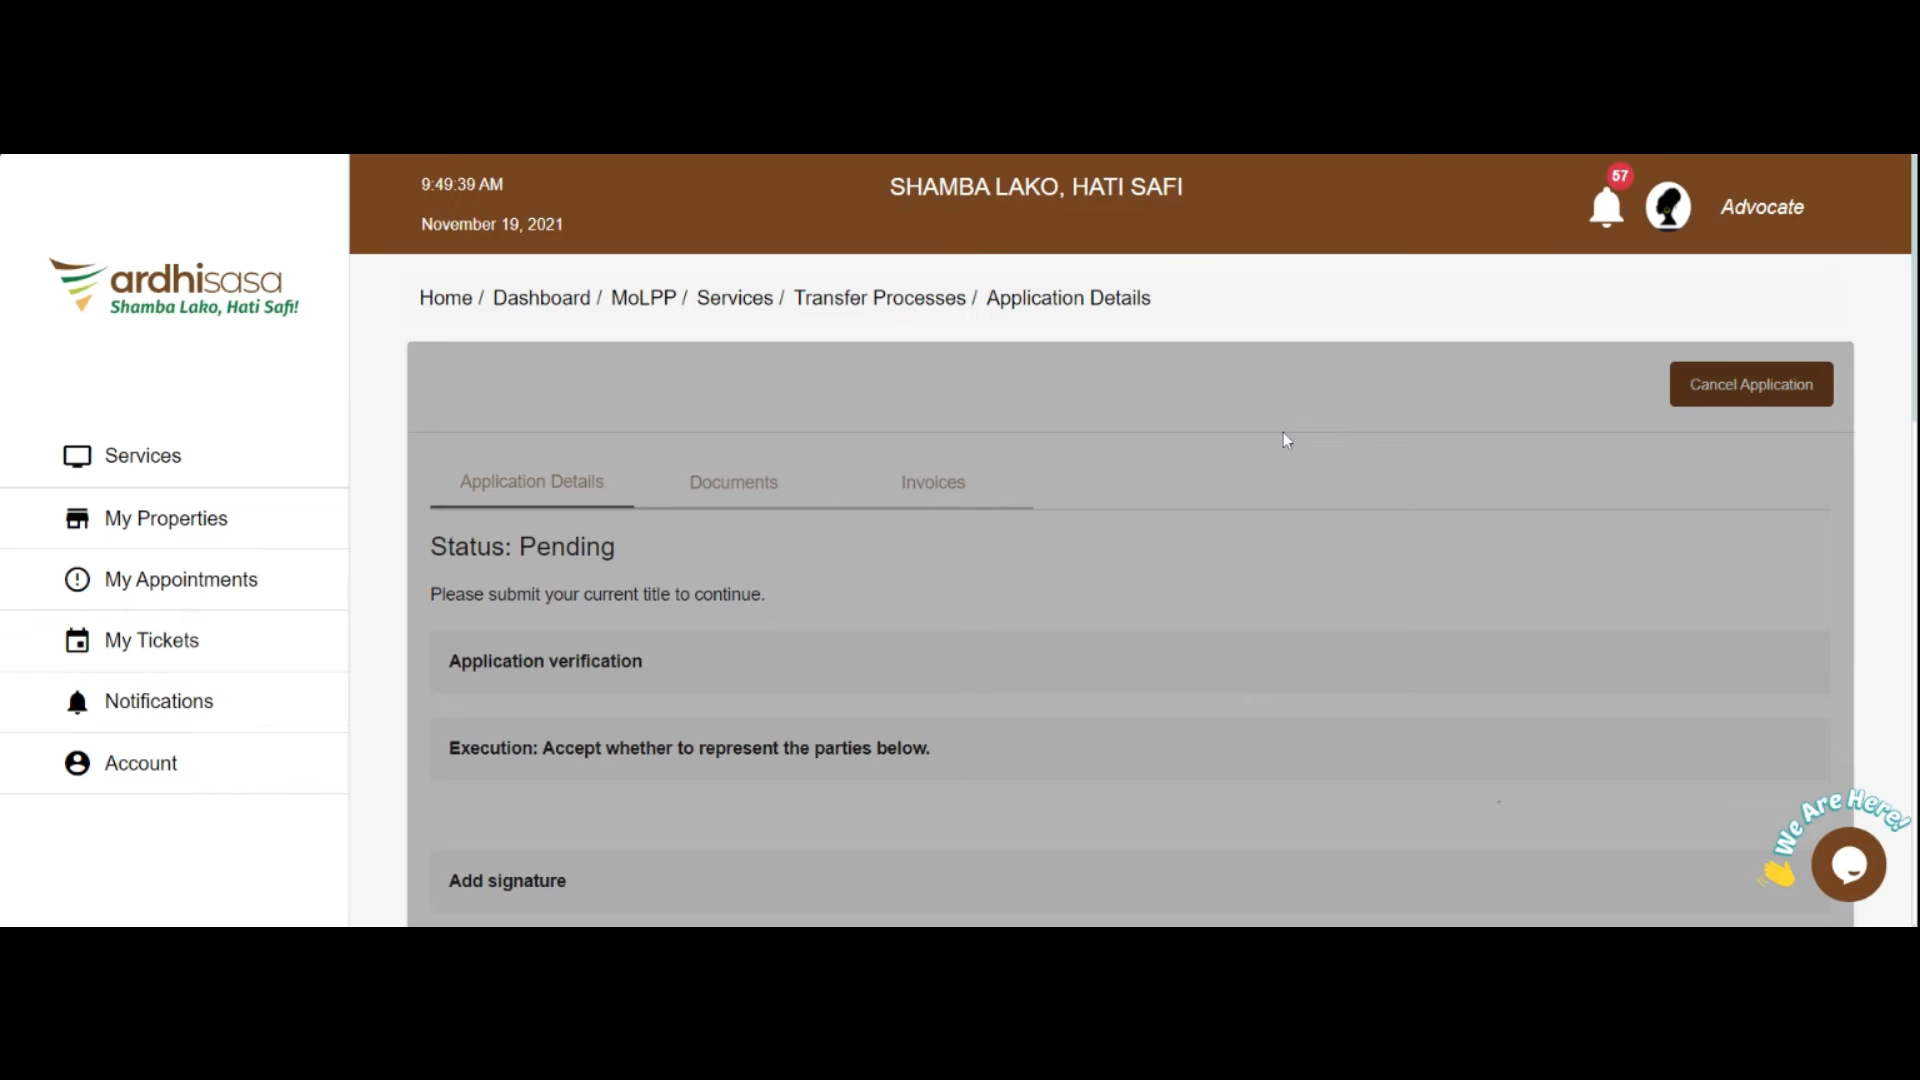 9:49:39 AM
SHAMBA LAKO, HATI SAFI
57
Advocate
November 19, 2021
ardhisasa
Shamba Lako, Hati Safi!
Home / Dashboard / MoLPP / Services / Transfer Processes / Application Details
Cancel Application
Services
My Properties
My Appointments
My Tickets
Notifications
Account
Application Details
Documents
Invoices
Status: Pending
Please submit your current title to continue.
Application verification
Execution: Accept whether to represent the parties below.
Add signature
We Are Here!